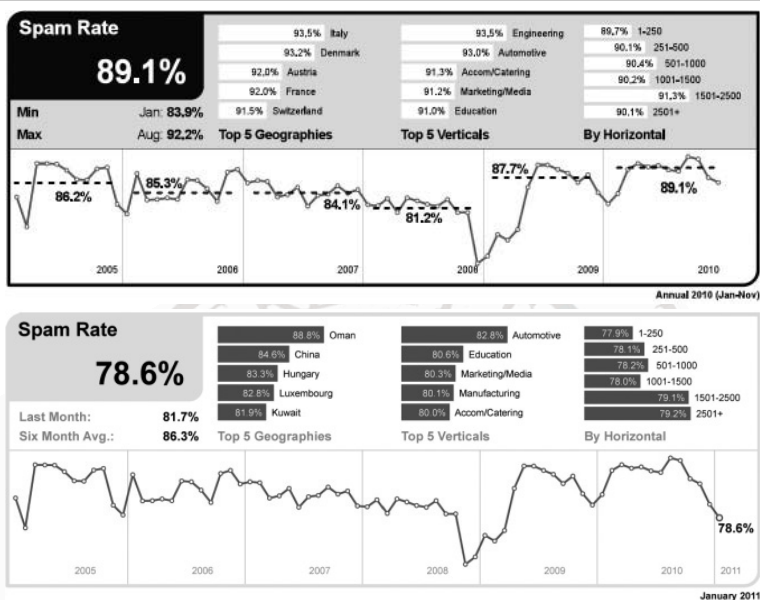 Spam Rate
89.1%
Min Jan: 83.9%
Max Aug: 92.2%
93.5% Italy
93.2% Denmark
92.0% Austria
92.0% France
91.5% Switzerland
Top 5 Geographies
93.5% Engineering
93.0% Automotive
91.3% Accom/Catering
91.2% Marketing/Media
91.0% Education
Top 5 Verticals
89.7% 1-250
90.1% 251-500
90.4% 501-1000
90.2% 1001-1500
91.3% 1501-2500
90.1% 2501+
By Horizontal
86.2% 85.3% 84.1% 81.2% 87.7% 89.1%
2005 2006 2007 2008 2009 2010
Annual 2010 (Jan-Nov)
Spam Rate
78.6%
Last Month: 81.7%
Six Month Avg.: 86.3%
88.8% Oman
84.6% China
83.3% Hungary
82.8% Luxembourg
81.9% Kuwait
Top 5 Geographies
82.8% Automotive
80.6% Education
80.3% Marketing/Media
80.1% Manufacturing
80.0% Accom/Catering
Top 5 Verticals
77.9% 1-250
78.1% 251-500
78.2% 501-1000
78.0% 1001-1500
79.1% 1501-2500
79.2% 2501+
By Horizontal
78.6%
2005 2006 2007 2008 2009 2010 2011
January 2011